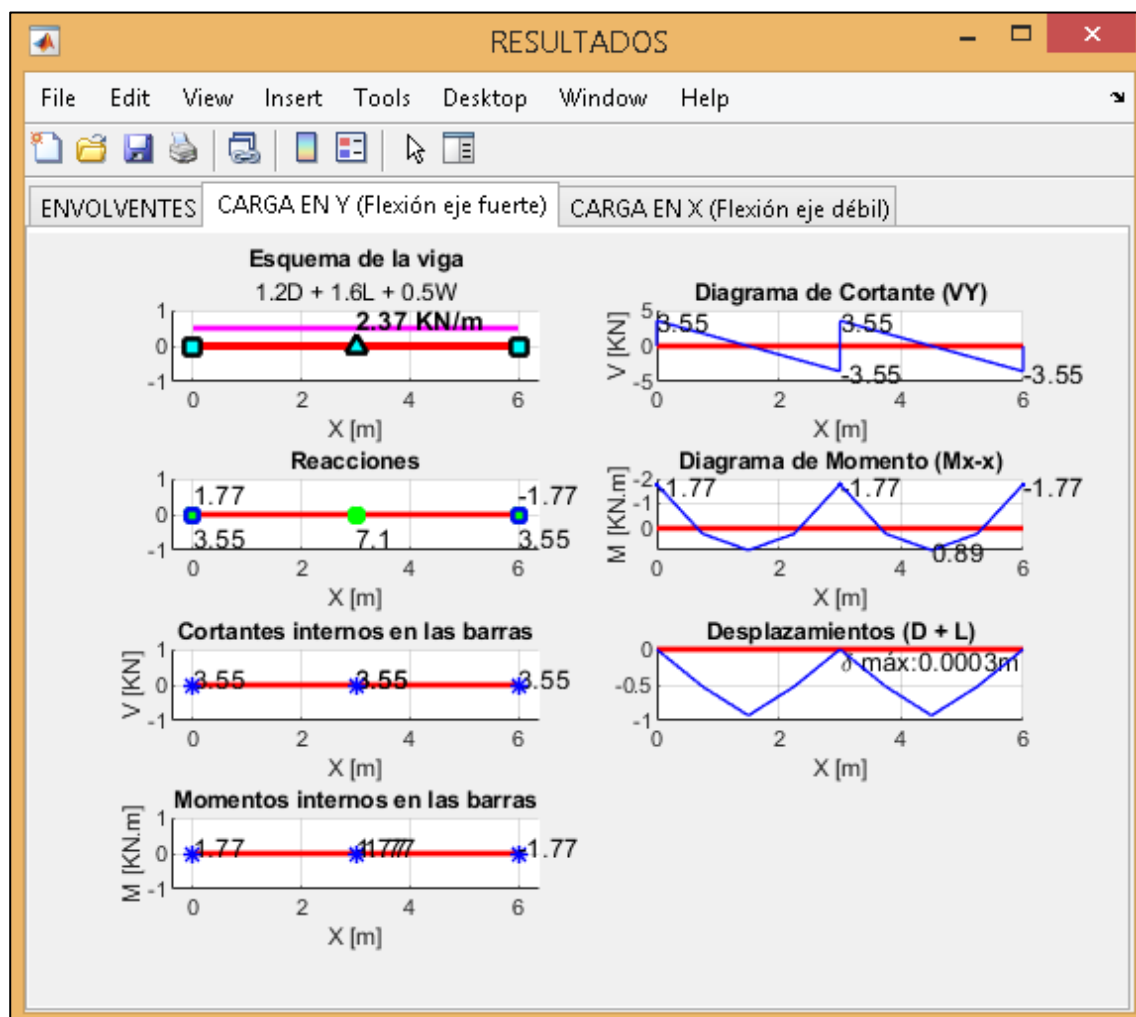 RESULTADOS
File Edit View Insert Tools Desktop Window Help
ENVOLVENTES CARGA EN Y (Flexión eje fuerte) CARGA EN X (Flexión eje débil)
Esquema de la viga
1.2D + 1.6L + 0.5W
2.37 KN/m
1
0
-1
0 2 4 6
X [m]
Reacciones
1.77 -1.77
3.55 7.1 3.55
1
0
-1
0 2 4 6
X [m]
Cortantes internos en las barras
V [KN]
1
0
-1
3.55 3.55 3.55
0 2 4 6
X [m]
Momentos internos en las barras
M [KN.m]
1
0
-1
1.77 -1.77
0 2 4 6
X [m]
Diagrama de Cortante (VY)
V [KN]
5
0
-5
3.55 3.55
-3.55 -3.55
0 2 4 6
X [m]
Diagrama de Momento (Mx-x)
M [KN.m]
-2
-1
0
-1.77 -1.77 -1.77
0.89
0 2 4 6
X [m]
Desplazamientos (D + L)
0
-0.5
-1
δ máx:0.0003m
0 2 4 6
X [m]